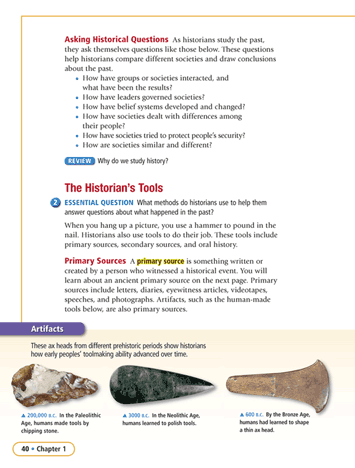 Asking Historical Questions As historians study the past,
they ask themselves questions like those below. These questions
help historians compare different societies and draw conclusions
about the past.
• How have groups or societies interacted, and
what have been the results?
• How have leaders governed societies?
• How have belief systems developed and changed?
• How have societies dealt with differences among
their people?
• How have societies tried to protect people's security?
• How are societies similar and different?
REVIEW Why do we study history?
The Historian's Tools
2 ESSENTIAL QUESTION What methods do historians use to help them
answer questions about what happened in the past?
When you hang up a picture, you use a hammer to pound in the
nail. Historians also use tools to do their job. These tools include
primary sources, secondary sources, and oral history.
Primary Sources A primary source is something written or
created by a person who witnessed a historical event. You will
learn about an ancient primary source on the next page. Primary
sources include letters, diaries, eyewitness articles, videotapes,
speeches, and photographs. Artifacts, such as the human-made
tools below, are also primary sources.
Artifacts
These ax heads from different prehistoric periods show historians
how early peoples' toolmaking ability advanced over time.
▲ 200,000 B.C. In the Paleolithic
Age, humans made tools by
chipping stone.
▲ 3000 B.C. In the Neolithic Age,
humans learned to polish tools.
▲ 600 B.C. By the Bronze Age,
humans had learned to shape
a thin ax head.
40 • Chapter 1